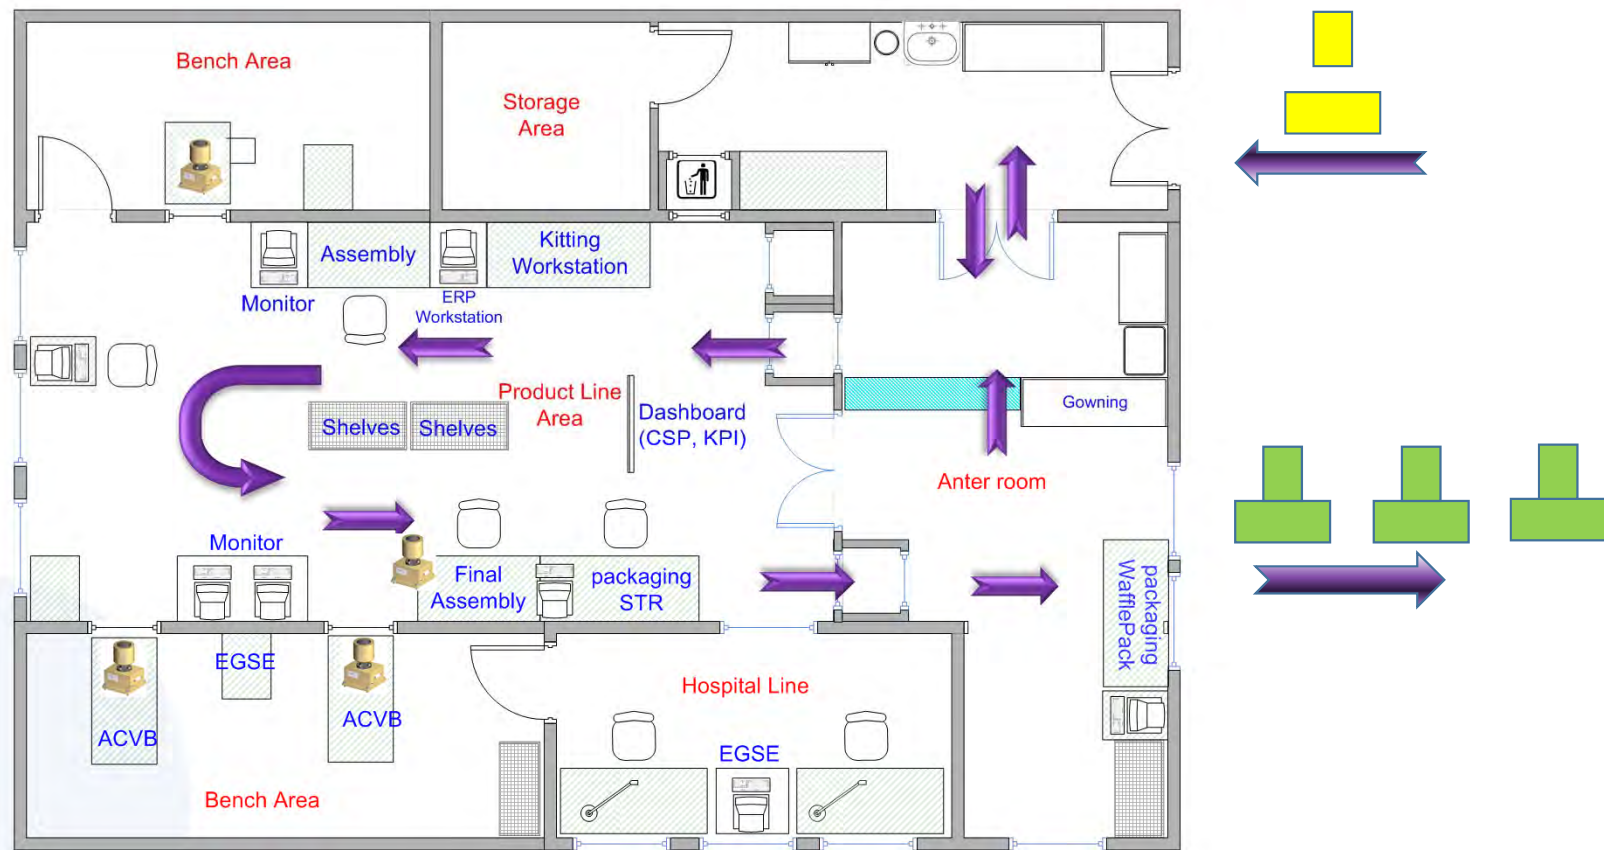 Bench Area
Storage
Area
Assembly
Kitting
Workstation
Monitor
ERP
Workstation
Product Line
Area
Shelves
Shelves
Dashboard
(CSP, KPI)
Gowning
Anter room
Monitor
Final
Assembly
packaging
STR
packaging
WafflePack
EGSE
ACVB
ACVB
Hospital Line
EGSE
Bench Area